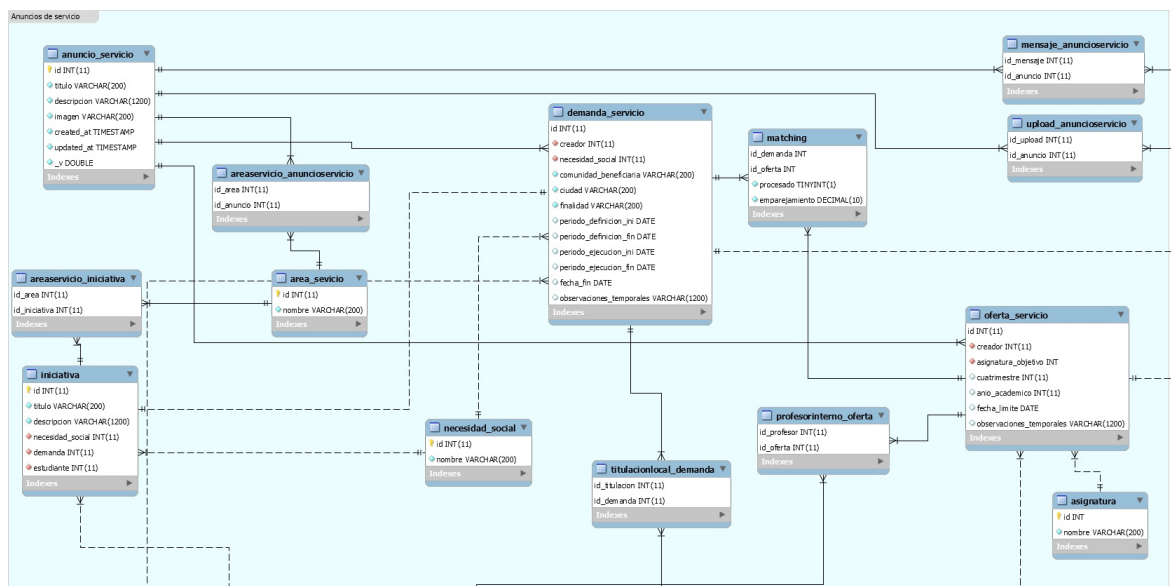 Anuncios de servicio
anuncio_servicio
id INT(11)
titulo VARCHAR(200)
descripcion VARCHAR(1200)
imagen VARCHAR(200)
created_at TIMESTAMP
updated_at TIMESTAMP
_v DOUBLE
Indexes
mensaje_anuncioservicio
id_mensaje INT(11)
id_anuncio INT(11)
Indexes
upload_anuncioservicio
id_upload INT(11)
id_anuncio INT(11)
Indexes
demanda_servicio
id INT(11)
creador INT(11)
necesidad_social INT(11)
comunidad_beneficiaria VARCHAR(200)
ciudad VARCHAR(200)
finalidad VARCHAR(200)
periodo_definicion_ini DATE
periodo_definicion_fin DATE
periodo_ejecucion_ini DATE
periodo_ejecucion_fin DATE
fecha_fin DATE
observaciones_temporales VARCHAR(1200)
Indexes
matching
id_demanda INT
id_oferta INT
procesado TINYINT(1)
emparejamiento DECIMAL(10)
Indexes
areaservicio_anuncioservicio
id_area INT(11)
id_anuncio INT(11)
Indexes
areaservicio_iniciativa
id_area INT(11)
id_iniciativa INT(11)
Indexes
area_sevicio
id INT(11)
nombre VARCHAR(200)
Indexes
oferta_servicio
id INT(11)
creador INT(11)
asignatura_objetivo INT
cuatrimestre INT(11)
anio_academico INT(11)
fecha_limite DATE
observaciones_temporales VARCHAR(1200)
Indexes
iniciativa
id INT(11)
titulo VARCHAR(200)
descripcion VARCHAR(1200)
necesidad_social INT(11)
demanda INT(11)
estudiante INT(11)
Indexes
necesidad_social
id INT(11)
nombre VARCHAR(200)
Indexes
profesorinterno_oferta
id_profesor INT(11)
id_oferta INT(11)
Indexes
titulacionlocal_demanda
id_titulacion INT(11)
id_demanda INT(11)
Indexes
asignatura
id INT
nombre VARCHAR(200)
Indexes